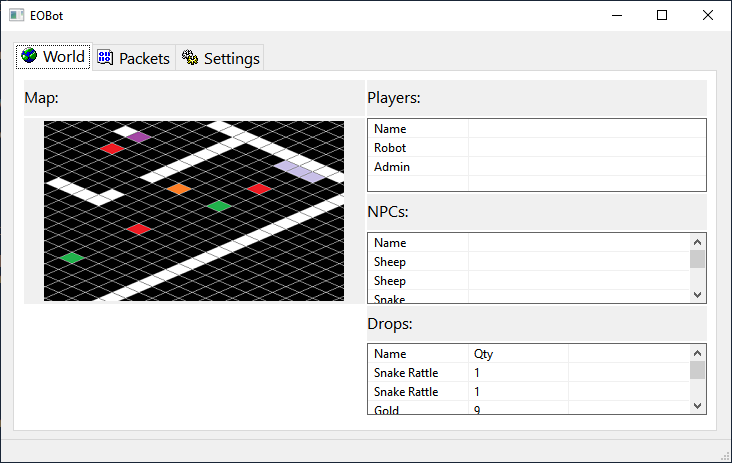 EOBot
World Packets Settings
Map:
Players:
Name
Robot
Admin
NPCs:
Name
Sheep
Sheep
Snake
Drops:
Name Qty
Snake Rattle 1
Snake Rattle 1
Gold 9